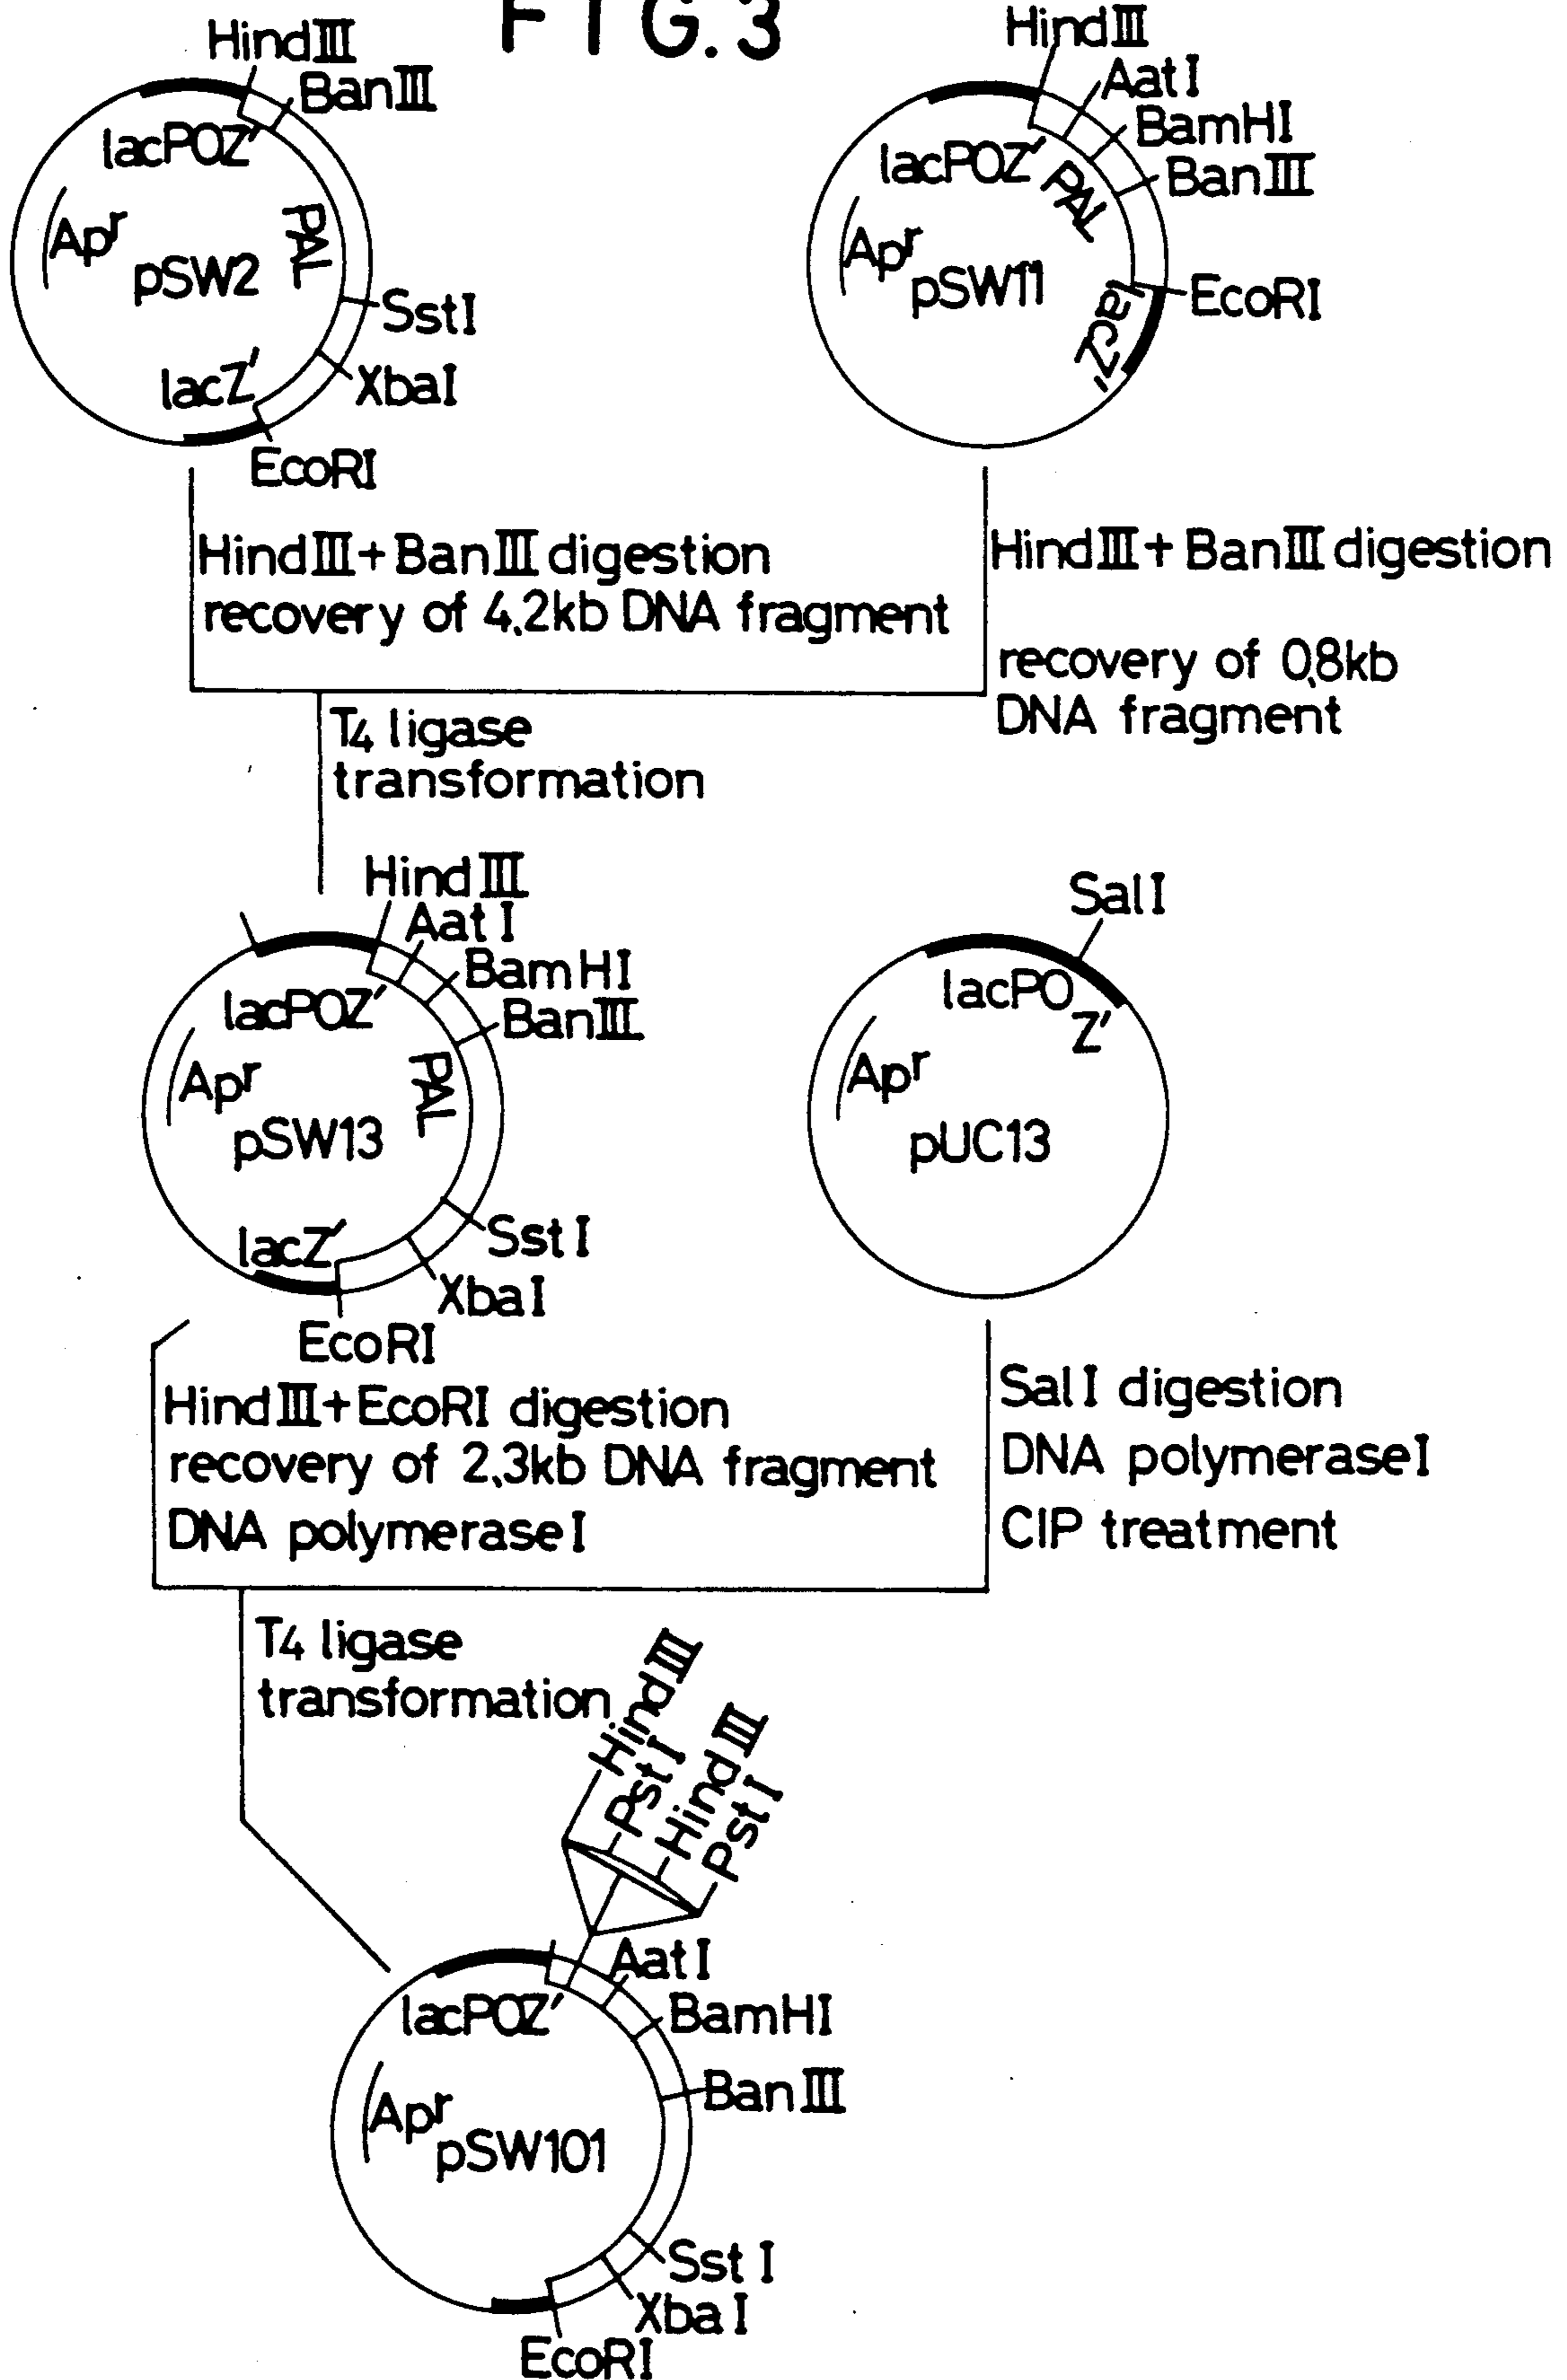 FIG.3
HindIII
BanIII
lacPOZ'
Apr
pSW2
PAL
SstI
XbaI
lacZ'
EcoRI
HindIII
AatI
BamHI
BanIII
lacPOZ'
PAL
Apr
pSW11
EcoRI
lacZ'
HindIII+BanIII digestion
recovery of 4.2kb DNA fragment
HindIII+BanIII digestion
recovery of 0.8kb
DNA fragment
T4 ligase
transformation
HindIII
AatI
BamHI
BanIII
lacPOZ'
Apr
pSW13
PAL
SstI
XbaI
lacZ'
EcoRI
SalI
lacPO
Z'
Apr
pUC13
HindIII+EcoRI digestion
recovery of 2.3kb DNA fragment
DNA polymeraseI
SalI digestion
DNA polymeraseI
CIP treatment
T4 ligase
transformation
HindIII
PstI
HindIII
PstI
AatI
BamHI
BanIII
lacPOZ'
Apr
pSW101
SstI
XbaI
EcoRI